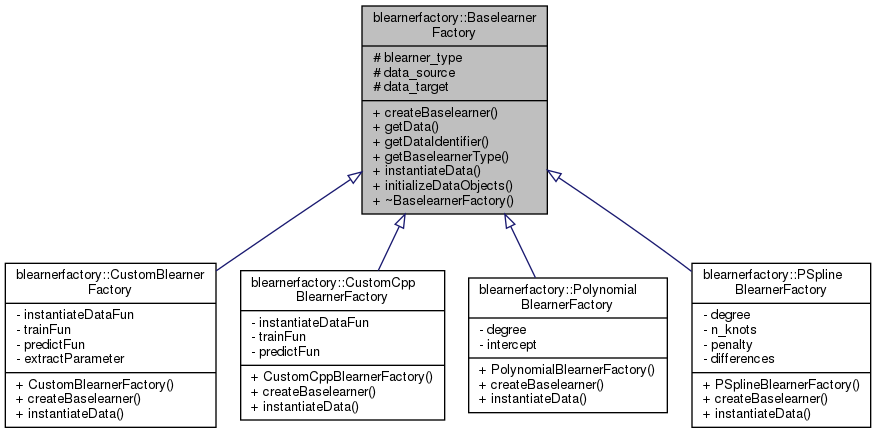 blearnerfactory::Baselearner
Factory
# blearner_type
# data_source
# data_target
+ createBaselearner()
+ getData()
+ getDataIdentifier()
+ getBaselearnerType()
+ instantiateData()
+ initializeDataObjects()
+ ~BaselearnerFactory()
blearnerfactory::CustomBlearner
Factory
- instantiateDataFun
- trainFun
- predictFun
- extractParameter
+ CustomBlearnerFactory()
+ createBaselearner()
+ instantiateData()
blearnerfactory::CustomCpp
BlearnerFactory
- instantiateDataFun
- trainFun
- predictFun
+ CustomCppBlearnerFactory()
+ createBaselearner()
+ instantiateData()
blearnerfactory::Polynomial
BlearnerFactory
- degree
- intercept
+ PolynomialBlearnerFactory()
+ createBaselearner()
+ instantiateData()
blearnerfactory::PSpline
BlearnerFactory
- degree
- n_knots
- penalty
- differences
+ PSplineBlearnerFactory()
+ createBaselearner()
+ instantiateData()